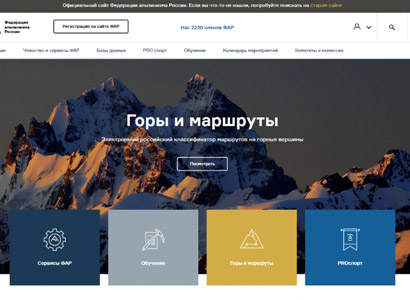 Официальный сайт Федерации альпинизма России. Если вы что-то не нашли, попробуйте поискать на старом сайте
Федерация
альпинизма
России
Регистрация на сайте ФАР
Нас 2230 членов ФАР
Членство и сервисы ФАР
Базы данных
PRO спорт
Обучение
Календарь мероприятий
Комитеты и комиссии
Горы и маршруты
Электронный российский классификатор маршрутов на горные вершины
Посмотреть
Сервисы ФАР
Обучение
Горы и маршруты
PROспорт